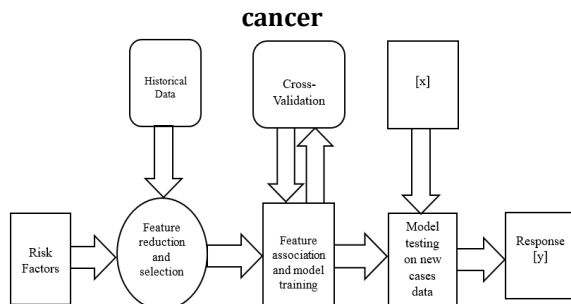 cancer
Historical
Data
Cross-
Validation
[x]
Risk
Factors
Feature
reduction
and
selection
Feature
association
and model
training
Model
testing
on new
cases
data
Response
[y]